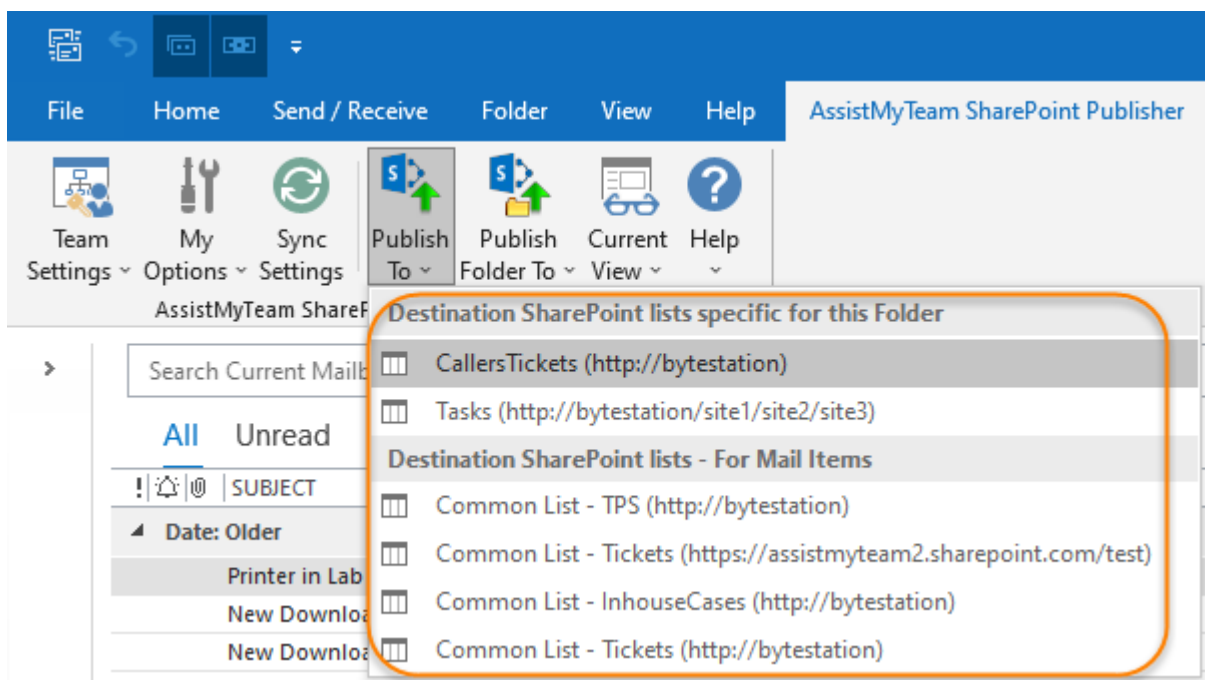 File Home Send / Receive Folder View Help AssistMyTeam SharePoint Publisher
Team Settings
My Options
Sync Settings
Publish To
Publish Folder To
Current View
Help
AssistMyTeam
Destination SharePoint lists specific for this Folder
CallersTickets (http://bytestation)
Tasks (http://bytestation/site1/site2/site3)
Destination SharePoint lists - For Mail Items
Common List - TPS (http://bytestation)
Common List - Tickets (https://assistmyteam2.sharepoint.com/test)
Common List - InhouseCases (http://bytestation)
Common List - Tickets (http://bytestation)
Search Current
All Unread
! SUBJECT
Date: Older
Printer in Lab
New
New